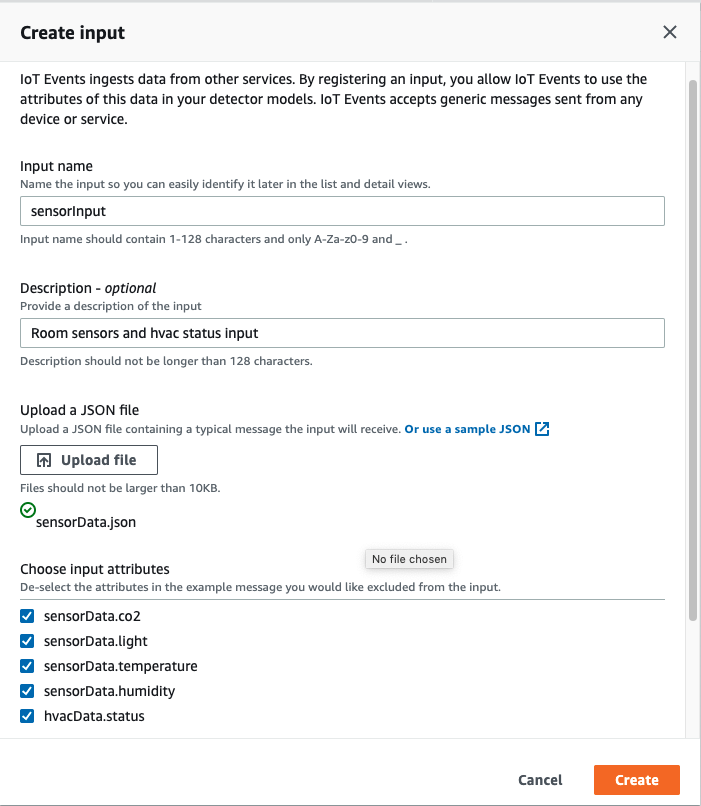 Create input
IoT Events ingests data from other services. By registering an input, you allow IoT Events to use the
attributes of this data in your detector models. IoT Events accepts generic messages sent from any
device or service.
Input name
Name the input so you can easily identify it later in the list and detail views.
sensorInput
Input name should contain 1-128 characters and only A-Za-z0-9 and _ .
Description - optional
Provide a description of the input
Room sensors and hvac status input
Description should not be longer than 128 characters.
Upload a JSON file
Upload a JSON file containing a typical message the input will receive. Or use a sample JSON
Upload file
Files should not be larger than 10KB.
sensorData.json
No file chosen
Choose input attributes
De-select the attributes in the example message you would like excluded from the input.
sensorData.co2
sensorData.light
sensorData.temperature
sensorData.humidity
hvacData.status
Cancel Create